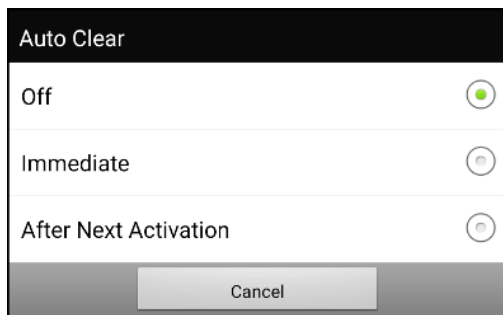 Auto Clear
Off
Immediate
After Next Activation
Cancel